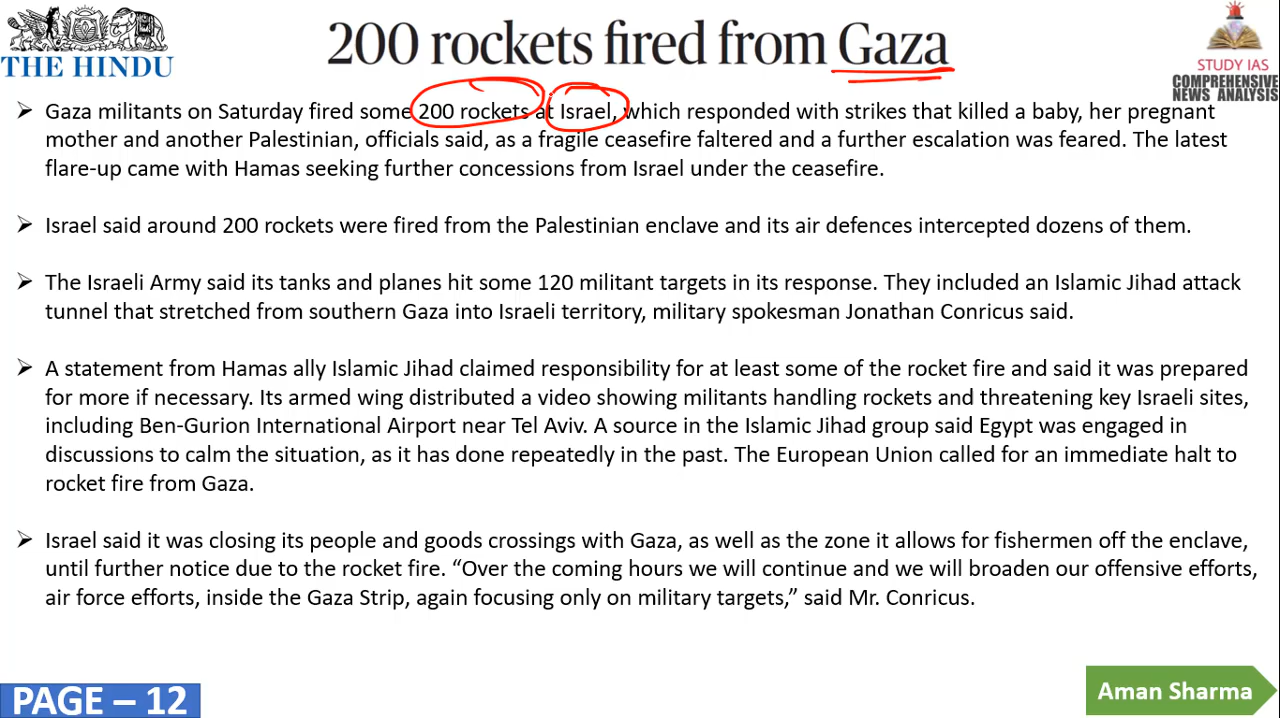 THE HINDU
200 rockets fired from Gaza
STUDY IAS
COMPREHENSIVE
NEWS ANALYSIS
➢ Gaza militants on Saturday fired some 200 rockets at Israel, which responded with strikes that killed a baby, her pregnant
mother and another Palestinian, officials said, as a fragile ceasefire faltered and a further escalation was feared. The latest
flare-up came with Hamas seeking further concessions from Israel under the ceasefire.
➢ Israel said around 200 rockets were fired from the Palestinian enclave and its air defences intercepted dozens of them.
➢ The Israeli Army said its tanks and planes hit some 120 militant targets in its response. They included an Islamic Jihad attack
tunnel that stretched from southern Gaza into Israeli territory, military spokesman Jonathan Conricus said.
➢ A statement from Hamas ally Islamic Jihad claimed responsibility for at least some of the rocket fire and said it was prepared
for more if necessary. Its armed wing distributed a video showing militants handling rockets and threatening key Israeli sites,
including Ben-Gurion International Airport near Tel Aviv. A source in the Islamic Jihad group said Egypt was engaged in
discussions to calm the situation, as it has done repeatedly in the past. The European Union called for an immediate halt to
rocket fire from Gaza.
➢ Israel said it was closing its people and goods crossings with Gaza, as well as the zone it allows for fishermen off the enclave,
until further notice due to the rocket fire. “Over the coming hours we will continue and we will broaden our offensive efforts,
air force efforts, inside the Gaza Strip, again focusing only on military targets,” said Mr. Conricus.
PAGE – 12
Aman Sharma